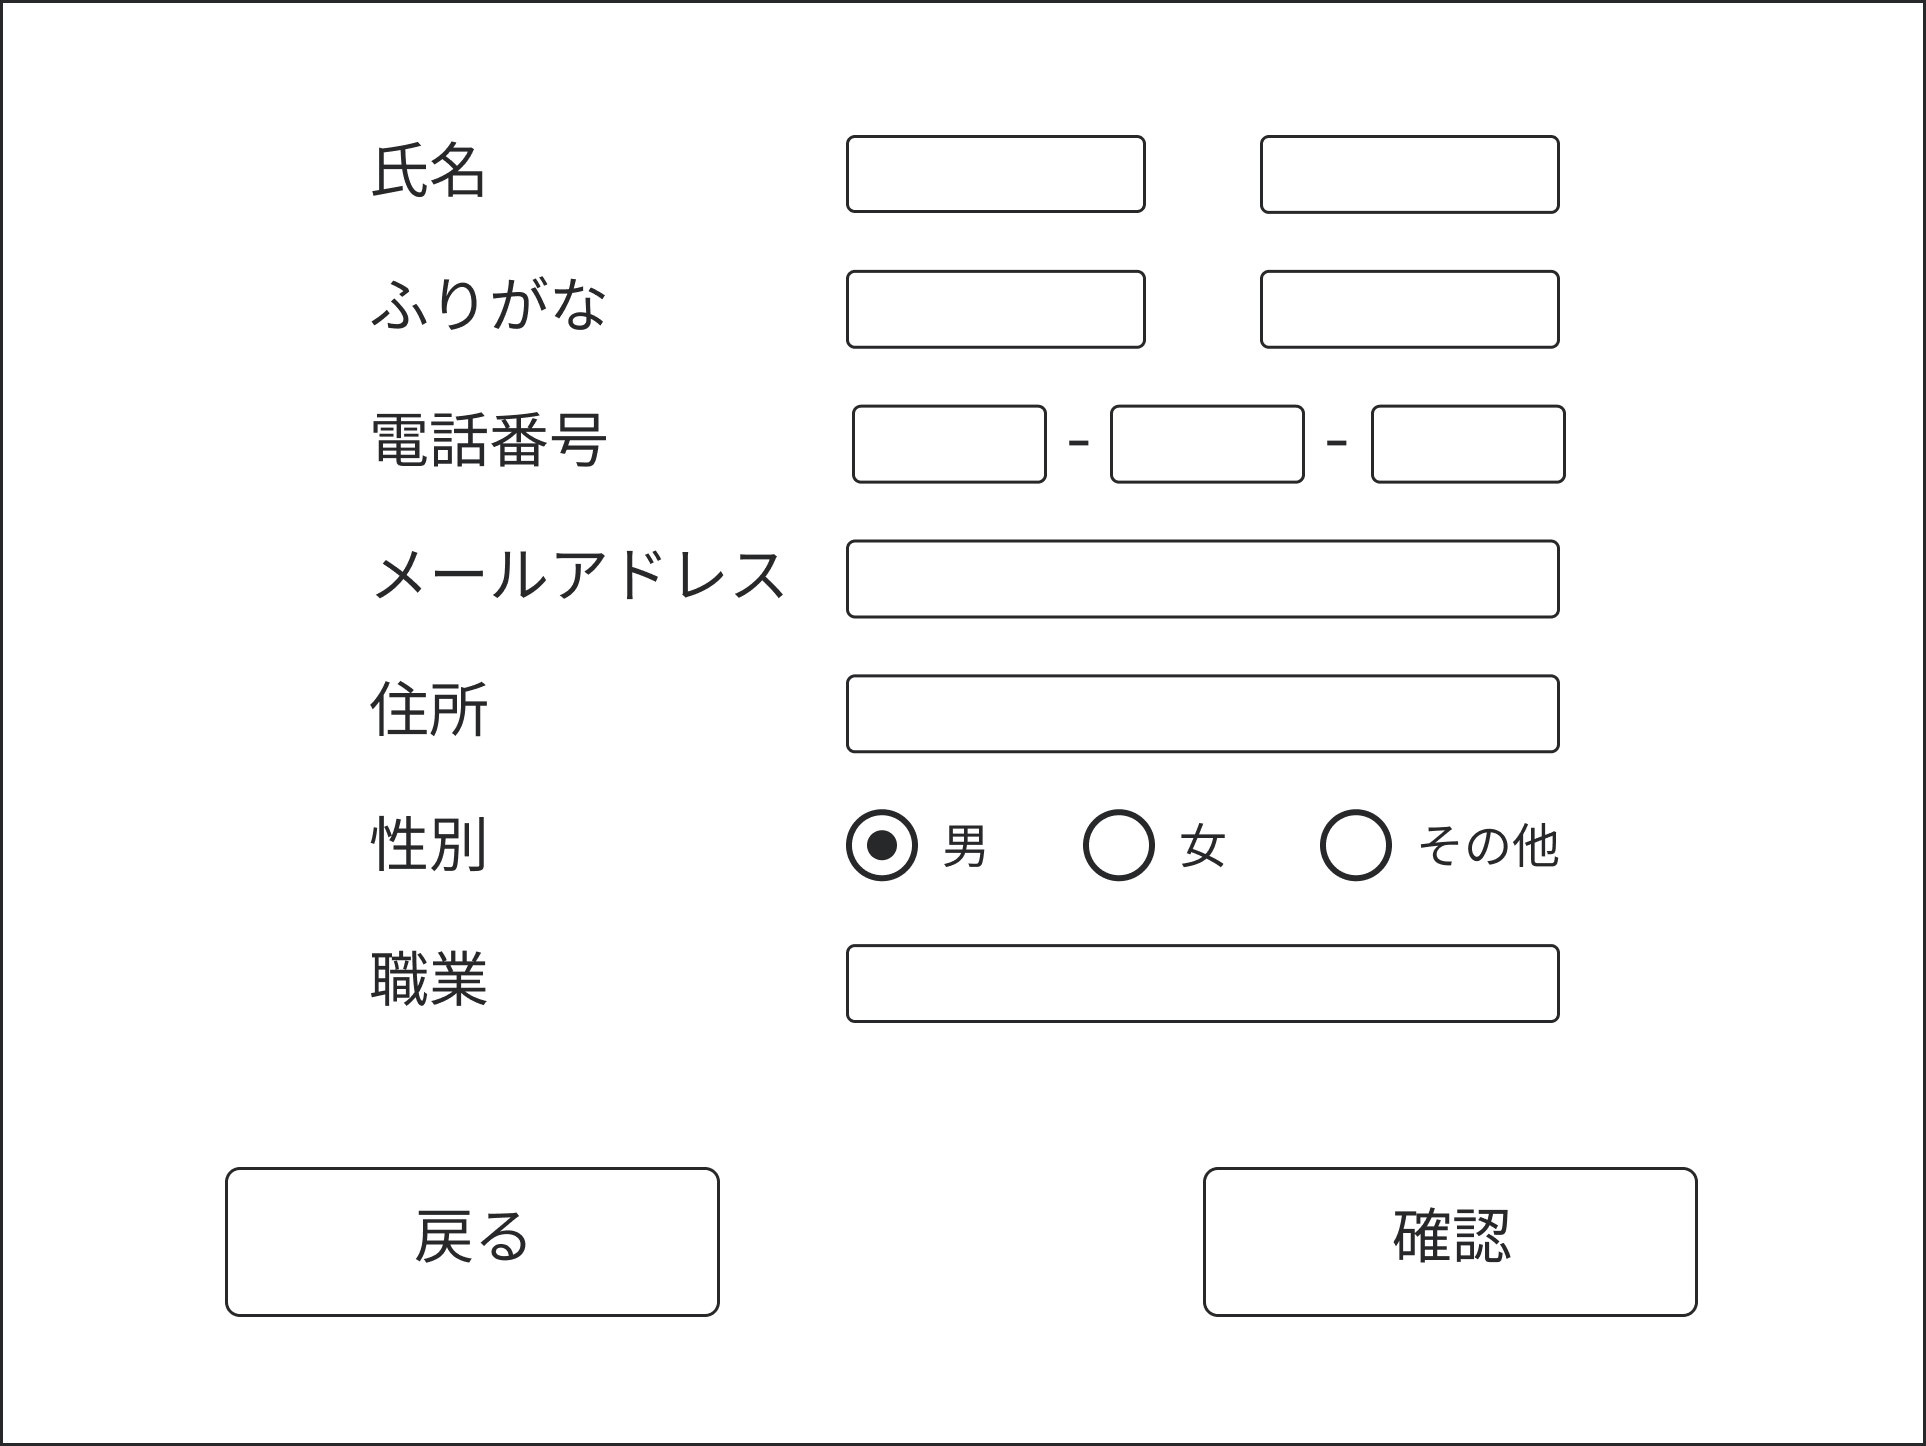 氏名
ふりがな
電話番号 - -
メールアドレス
住所
性別 男 女 その他
職業
戻る 確認